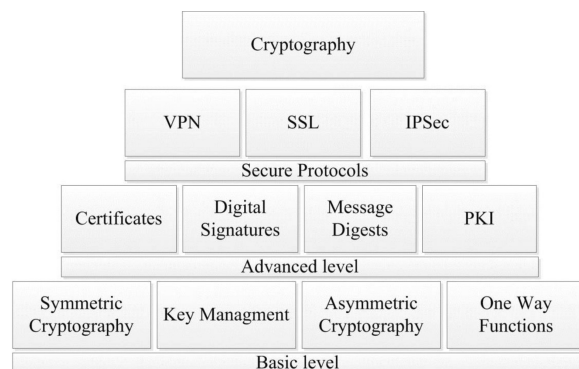 Cryptography
VPN
SSL
IPSec
Secure Protocols
Certificates
Digital
Signatures
Message
Digests
PKI
Advanced level
Symmetric
Cryptography
Key Managment
Asymmetric
Cryptography
One Way
Functions
Basic level